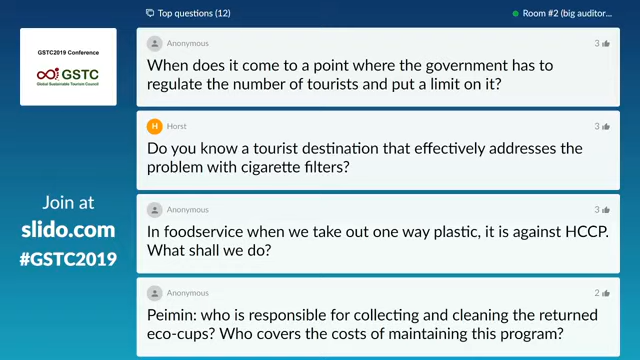 Top questions (12)
Room #2 (big auditor...
GSTC2019 Conference
GSTC
Global Sustainable Tourism Council
Join at
slido.com
#GSTC2019
Anonymous
3
When does it come to a point where the government has to
regulate the number of tourists and put a limit on it?
H
Horst
3
Do you know a tourist destination that effectively addresses the
problem with cigarette filters?
Anonymous
3
In foodservice when we take out one way plastic, it is against HCCP.
What shall we do?
Anonymous
2
Peimin: who is responsible for collecting and cleaning the returned
eco-cups? Who covers the costs of maintaining this program?